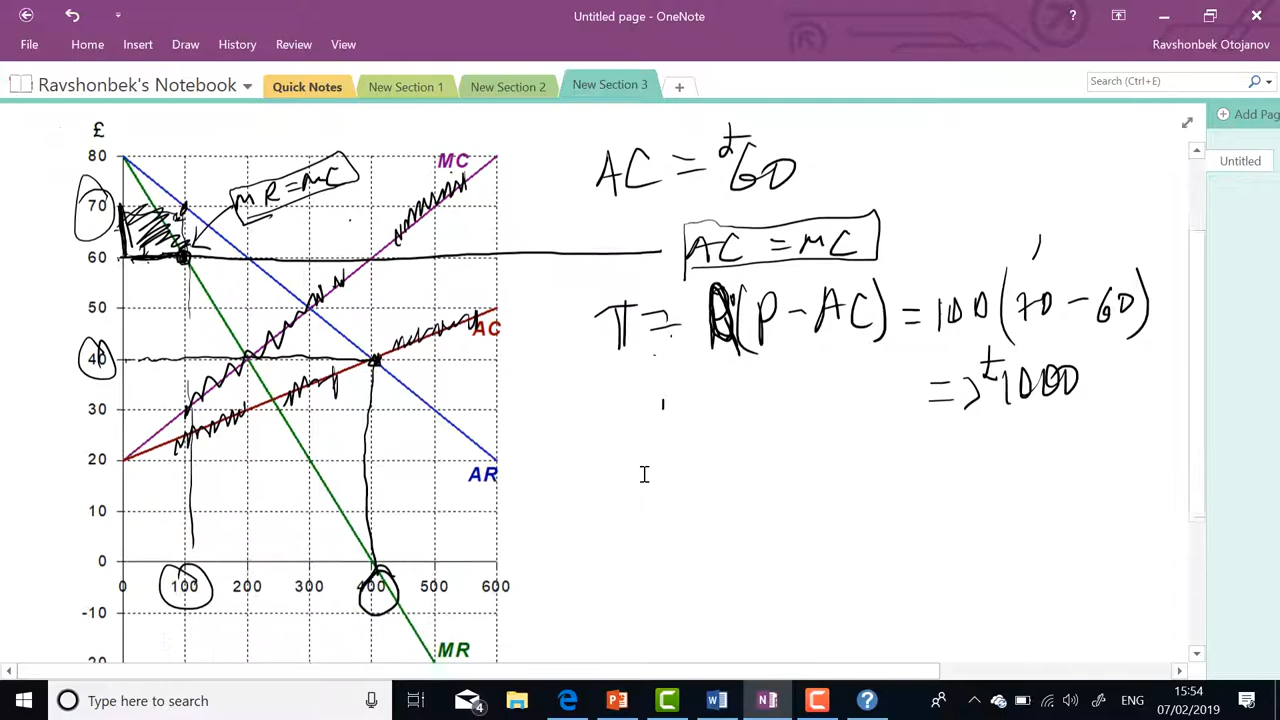 Untitled page - OneNote
?
File Home Insert Draw History Review View
Ravshonbek Otojanov
Ravshonbek's Notebook
Quick Notes
New Section 1
New Section 2
New Section 3
+
Search (Ctrl+E)
Add Pag
Untitled
£
80
70
60
50
40
30
20
10
0
-10
-20
0 100 200 300 400 500 600
MC
AC
AR
MR
MR = MC
AC = £60
AC = MC
π = Q(P - AC) = 100(70 - 60)
= £1000
Type here to search
4
ENG
15:54
07/02/2019